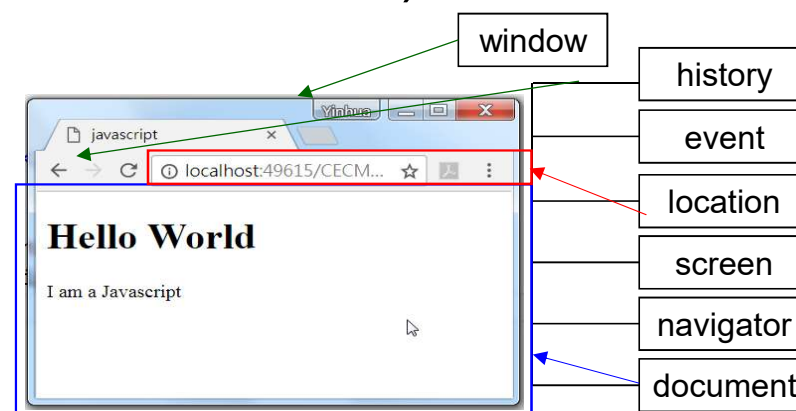 window
history
Yinhua
javascript
event
localhost:49615/CECM...
location
Hello World
screen
I am a Javascript
navigator
document